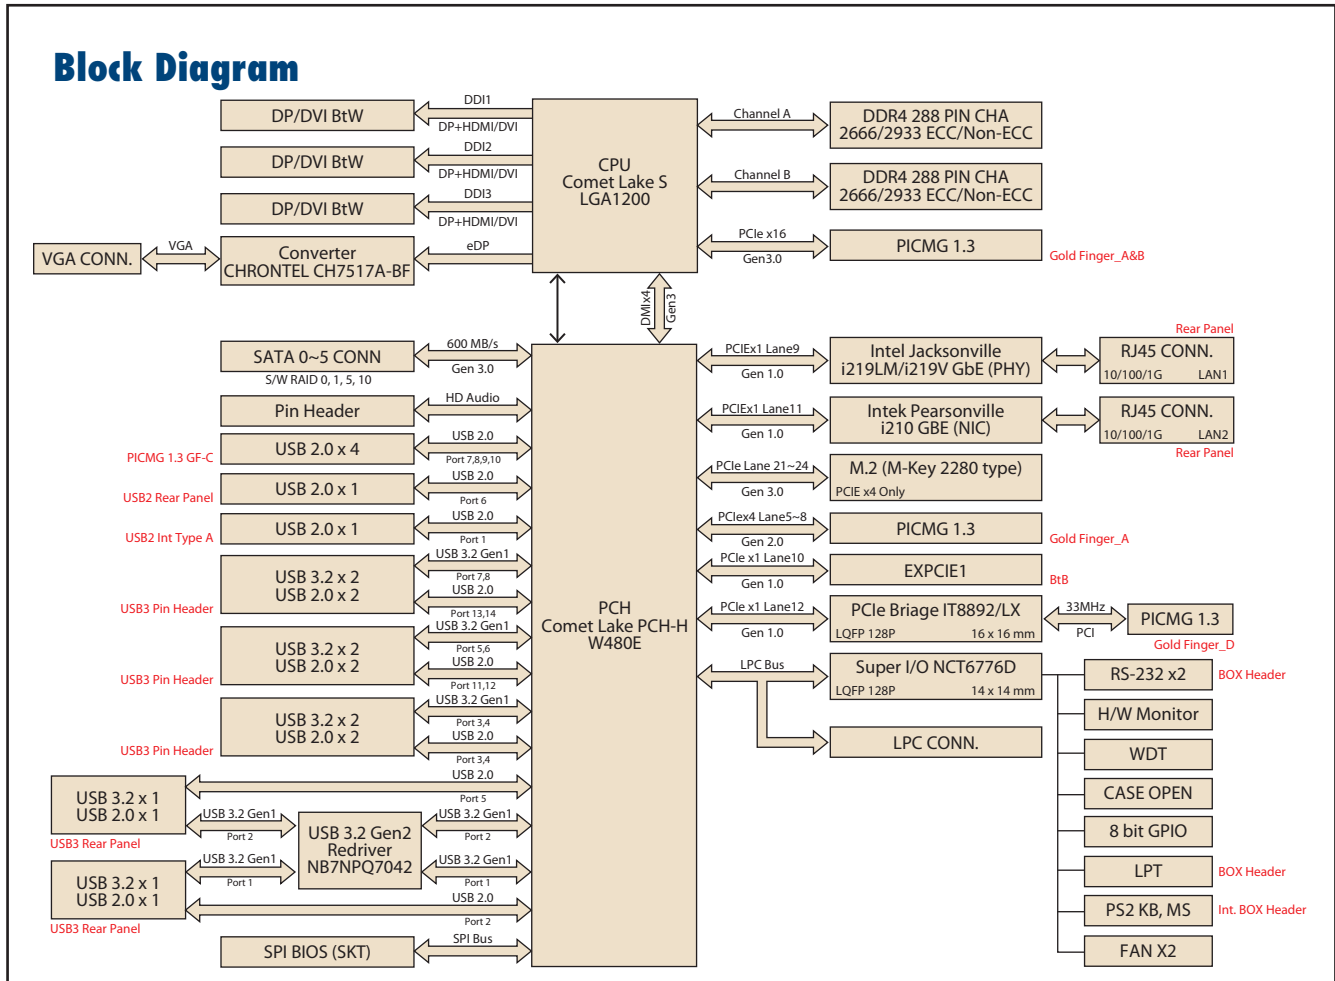 Block Diagram
DP/DVI BtW
DDI1
DP+HDMI/DVI
DP/DVI BtW
DDI2
DP+HDMI/DVI
DP/DVI BtW
DDI3
DP+HDMI/DVI
VGA CONN.
VGA
Converter
CHRONTEL CH7517A-BF
eDP
CPU
Comet Lake S
LGA1200
Channel A
DDR4 288 PIN CHA
2666/2933 ECC/Non-ECC
Channel B
DDR4 288 PIN CHA
2666/2933 ECC/Non-ECC
PCIe x16
Gen3.0
PICMG 1.3
Gold Finger_A&B
DMIx4
Gen3
SATA 0~5 CONN
S/W RAID 0, 1, 5, 10
600 MB/s
Gen 3.0
Pin Header
HD Audio
PICMG 1.3 GF-C
USB 2.0 x 4
USB 2.0
Port 7,8,9,10
USB2 Rear Panel
USB 2.0 x 1
USB 2.0
Port 6
USB2 Int Type A
USB 2.0 x 1
USB 2.0
Port 1
USB3 Pin Header
USB 3.2 x 2
USB 2.0 x 2
USB 3.2 Gen1
Port 7,8
USB 2.0
Port 13,14
USB3 Pin Header
USB 3.2 x 2
USB 2.0 x 2
USB 3.2 Gen1
Port 5,6
USB 2.0
Port 11,12
USB3 Pin Header
USB 3.2 x 2
USB 2.0 x 2
USB 3.2 Gen1
Port 3,4
USB 2.0
Port 3,4
USB 3.2 x 1
USB 2.0 x 1
USB3 Rear Panel
USB 2.0
Port 5
USB 3.2 Gen1
Port 2
USB 3.2 Gen2
Redriver
NB7NPQ7042
USB 3.2 Gen1
Port 2
USB 3.2 x 1
USB 2.0 x 1
USB3 Rear Panel
USB 3.2 Gen1
Port 1
USB 3.2 Gen1
Port 1
USB 2.0
Port 2
SPI BIOS (SKT)
SPI Bus
PCH
Comet Lake PCH-H
W480E
PCIEx1 Lane9
Gen 1.0
Intel Jacksonville
i219LM/i219V GbE (PHY)
Rear Panel
RJ45 CONN.
10/100/1G LAN1
PCIEx1 Lane11
Gen 1.0
Intek Pearsonville
i210 GBE (NIC)
RJ45 CONN.
10/100/1G LAN2
Rear Panel
PCIe Lane 21~24
Gen 3.0
M.2 (M-Key 2280 type)
PCIE x4 Only
PCIex4 Lane5~8
Gen 2.0
PICMG 1.3
Gold Finger_A
PCIe x1 Lane10
Gen 1.0
EXPCIE1
BtB
PCIe x1 Lane12
Gen 1.0
PCIe Briage IT8892/LX
LQFP 128P 16 x 16 mm
33MHz
PCI
PICMG 1.3
Gold Finger_D
LPC Bus
Super I/O NCT6776D
LQFP 128P 14 x 14 mm
LPC CONN.
RS-232 x2
BOX Header
H/W Monitor
WDT
CASE OPEN
8 bit GPIO
LPT
BOX Header
PS2 KB, MS
Int. BOX Header
FAN X2